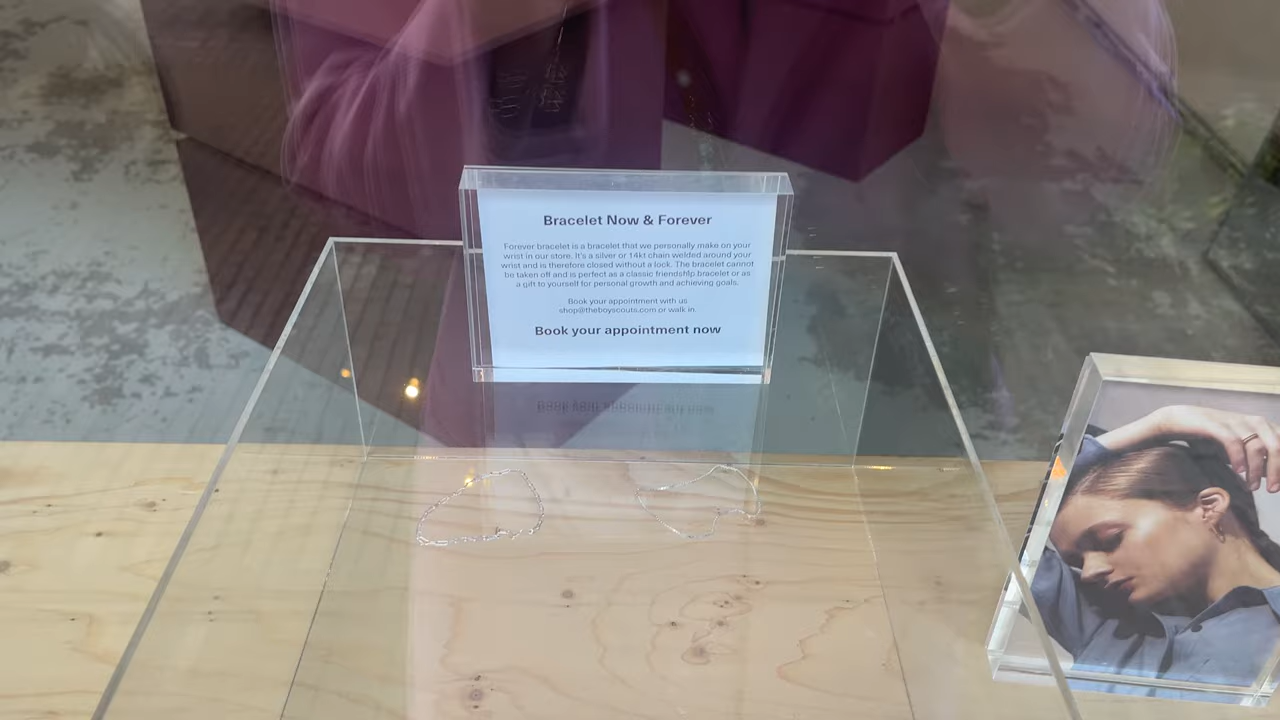 Bracelet Now & Forever
Forever bracelet is a bracelet that we personally make on your
wrist in our store. It's a silver or 14kt chain welded around your
wrist and is therefore closed without a lock. The bracelet cannot
be taken off and is perfect as a classic friendship bracelet or as
a gift to yourself for personal growth and achieving goals.
Book your appointment with us
shop@theboyscouts.com or walk in.
Book your appointment now